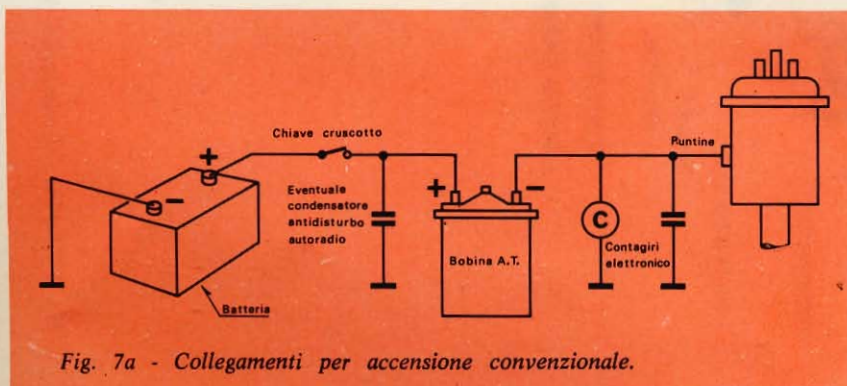 Chiave cruscotto
Puntine
+
-
Eventuale
condensatore
antidisturbo
autoradio
+
-
Bobina A.T.
C
Contagiri
elettronico
Batteria
Fig. 7a - Collegamenti per accensione convenzionale.